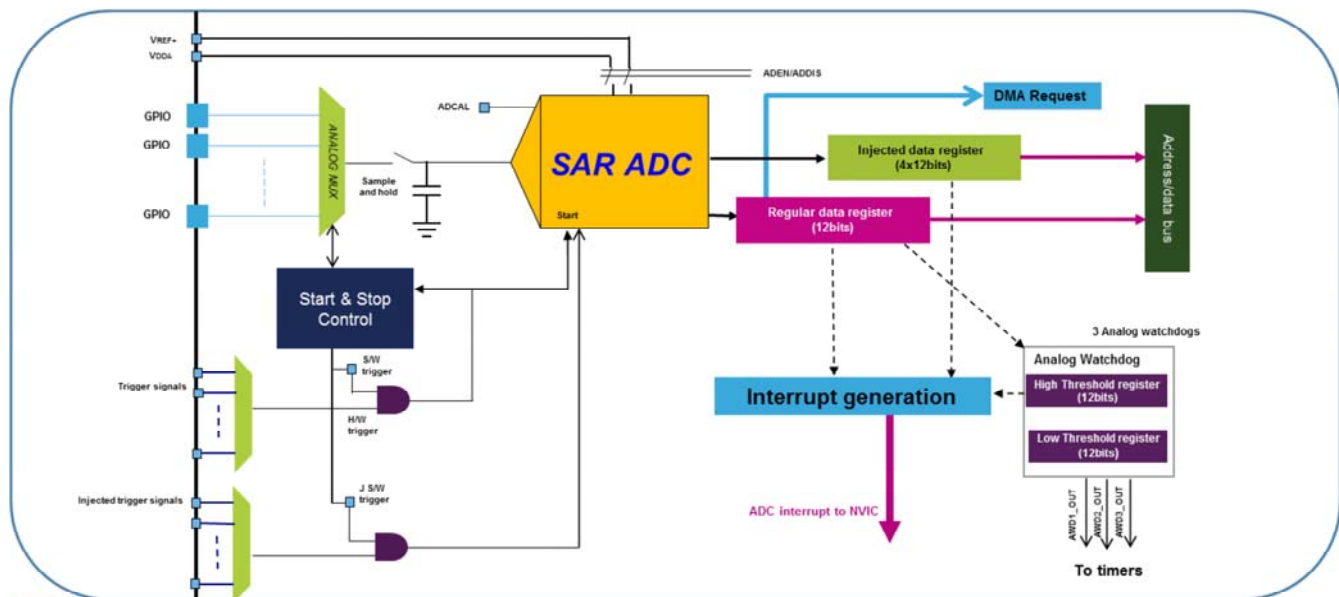 VREF+
VDDA
ADEN/ADDIS
ADCAL
DMA Request
GPIO
GPIO
GPIO
ANALOG MUX
Sample
and hold
SAR ADC
Start
Injected data register
(4x12bits)
Regular data register
(12bits)
Address/data bus
Start & Stop
Control
3 Analog watchdogs
Analog Watchdog
High Threshold register
(12bits)
Low Threshold register
(12bits)
Interrupt generation
S/W
trigger
Trigger signals
H/W
trigger
J S/W
trigger
Injected trigger signals
ADC interrupt to NVIC
AWD1_OUT
AWD2_OUT
AWD3_OUT
To timers